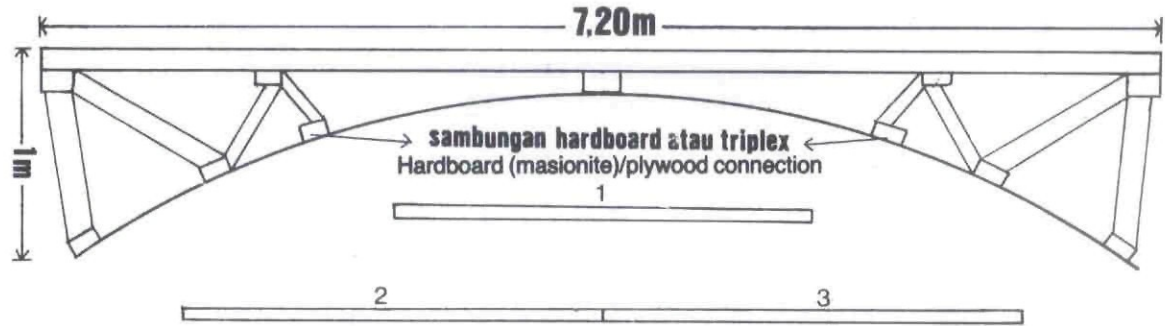 7,20m
1m
sambungan hardboard atau triplex
Hardboard (masionite)/plywood connection
1
2 3